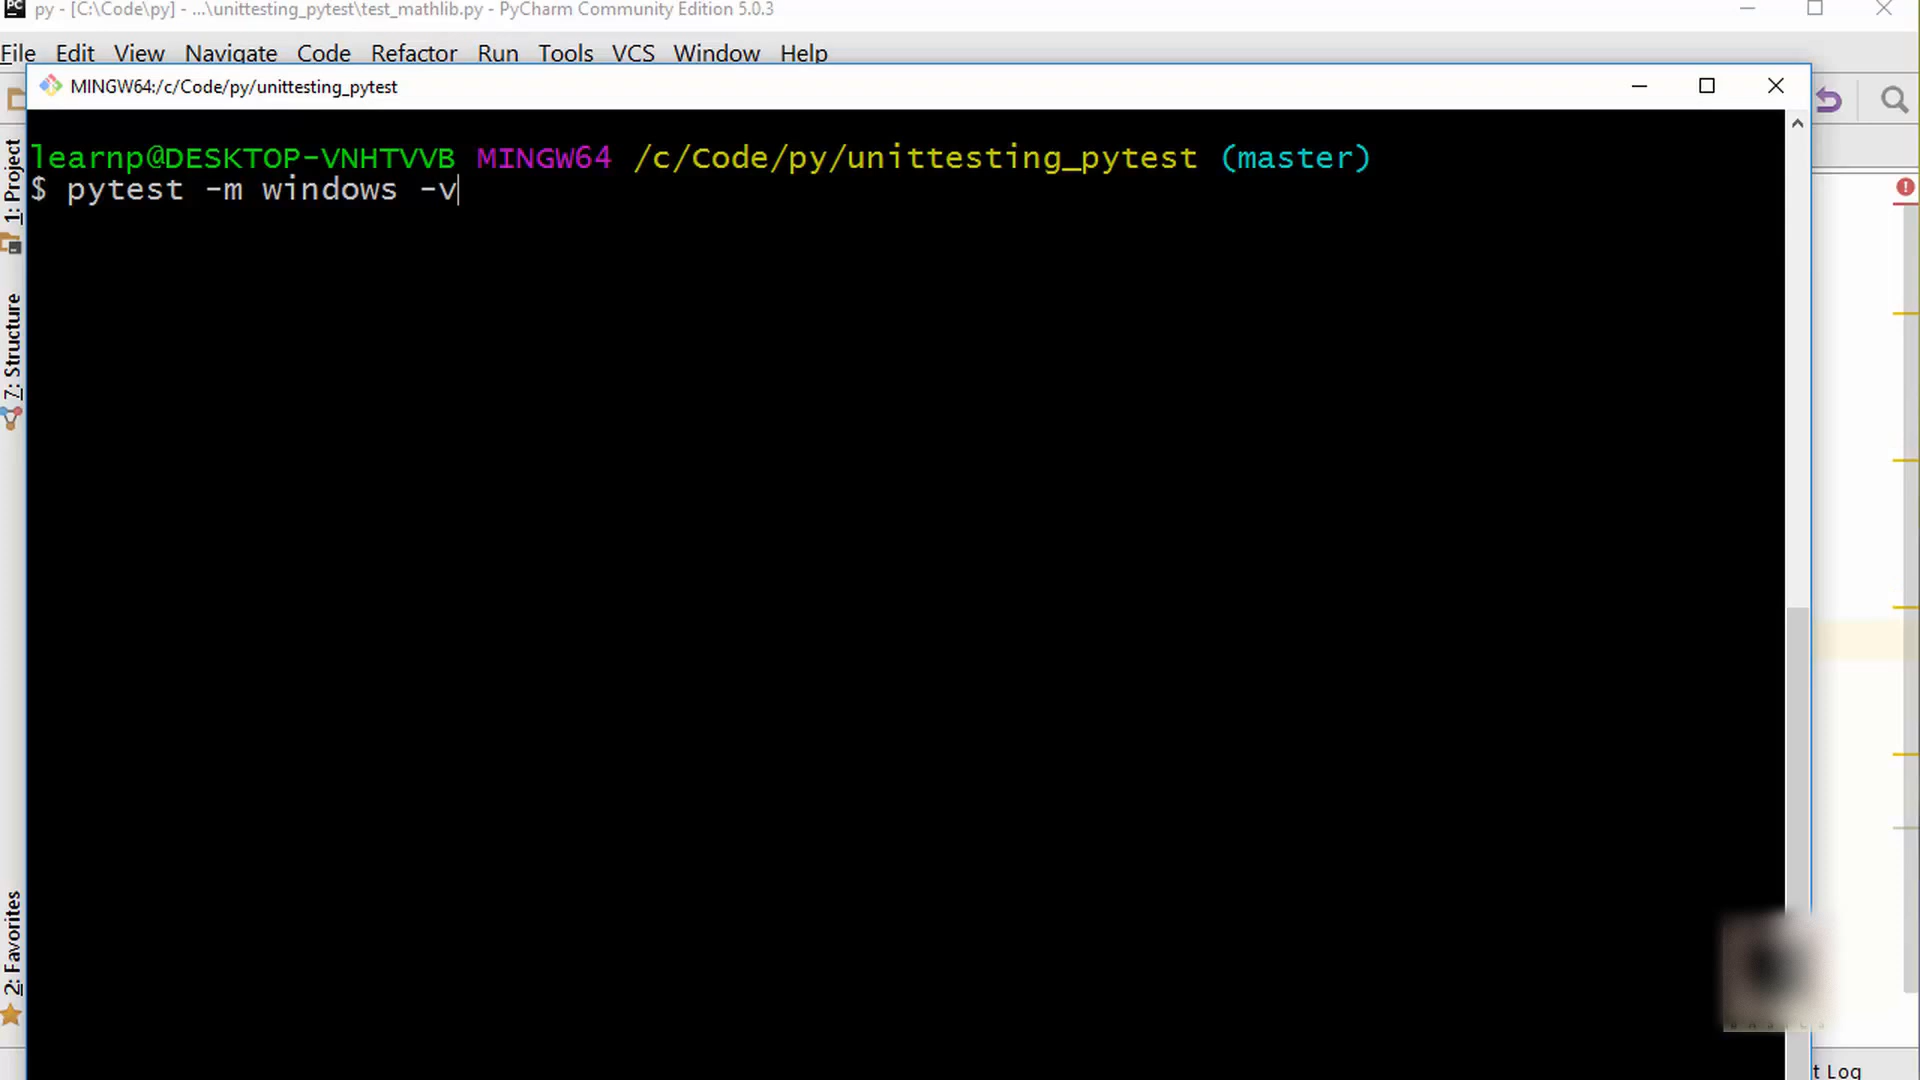 PC py - [C:\Code\py] - ...\unittesting_pytest\test_mathlib.py - PyCharm Community Edition 5.0.3
File Edit View Navigate Code Refactor Run Tools VCS Window Help
MINGW64:/c/Code/py/unittesting_pytest
1: Project
7: Structure
2: Favorites
learnp@DESKTOP-VNHTVVB MINGW64 /c/Code/py/unittesting_pytest (master)
$ pytest -m windows -v
t Log